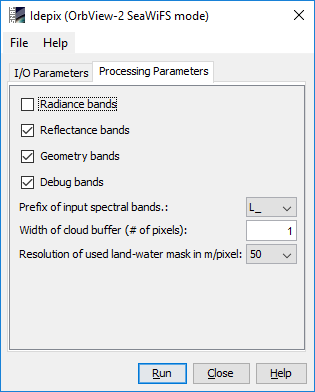 Idepix (OrbView-2 SeaWiFS mode)
File Help
I/O Parameters Processing Parameters
Radiance bands
Reflectance bands
Geometry bands
Debug bands
Prefix of input spectral bands.: L_
Width of cloud buffer (# of pixels): 1
Resolution of used land-water mask in m/pixel: 50
Run Close Help